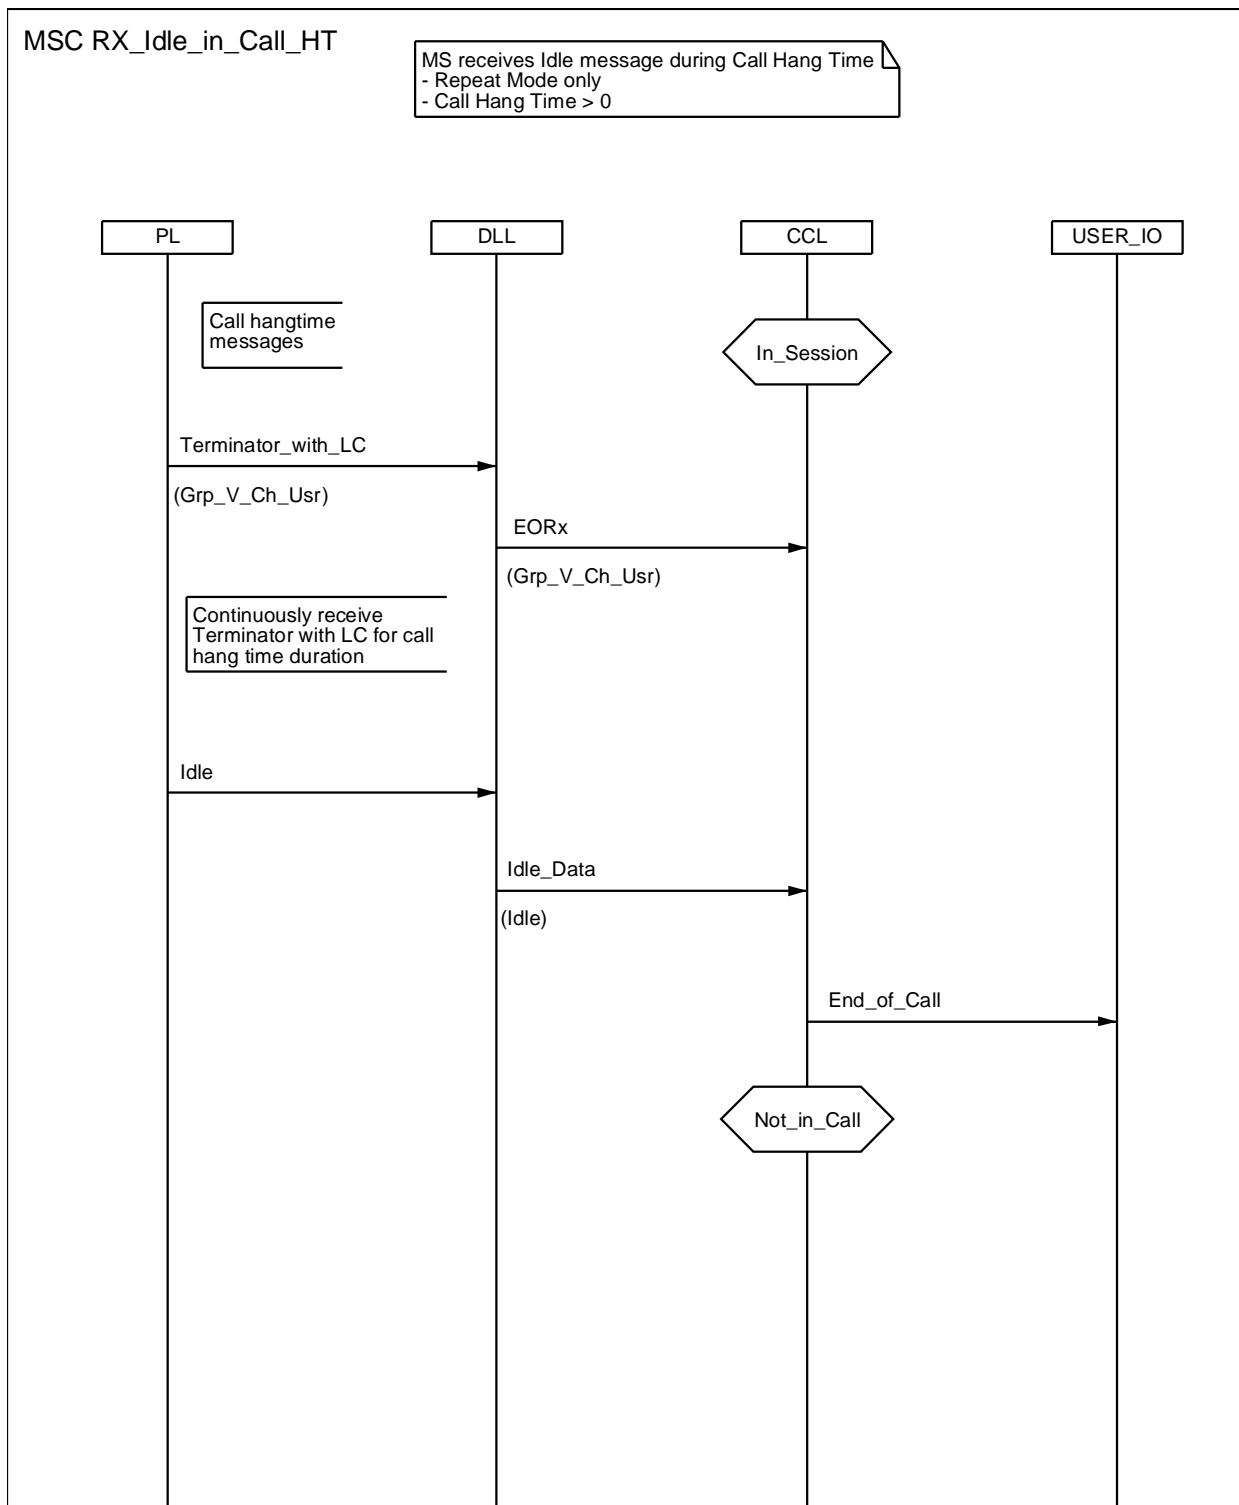 MSC RX_Idle_in_Call_HT
MS receives Idle message during Call Hang Time
- Repeat Mode only
- Call Hang Time > 0
PL
DLL
CCL
USER_IO
Call hangtime
messages
In_Session
Terminator_with_LC
(Grp_V_Ch_Usr)
EORx
(Grp_V_Ch_Usr)
Continuously receive
Terminator with LC for call
hang time duration
Idle
Idle_Data
(Idle)
End_of_Call
Not_in_Call